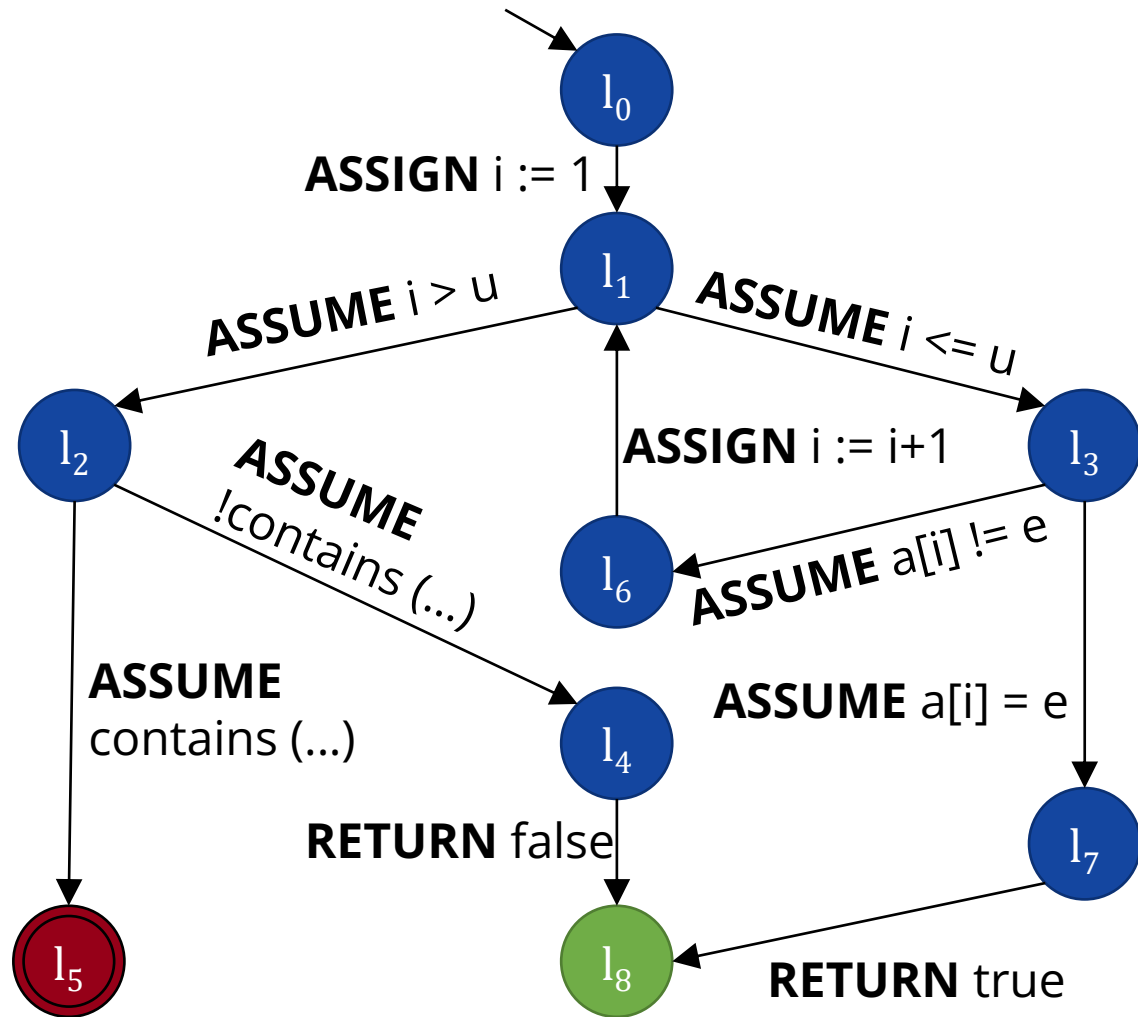 l₀
ASSIGN i := 1
l₁
ASSUME i > u
ASSUME i <= u
l₂
ASSUME
!contains (...)
ASSIGN i := i+1
l₃
l₆
ASSUME a[i] != e
ASSUME
contains (...)
l₄
ASSUME a[i] = e
RETURN false
l₇
l₅
l₈
RETURN true